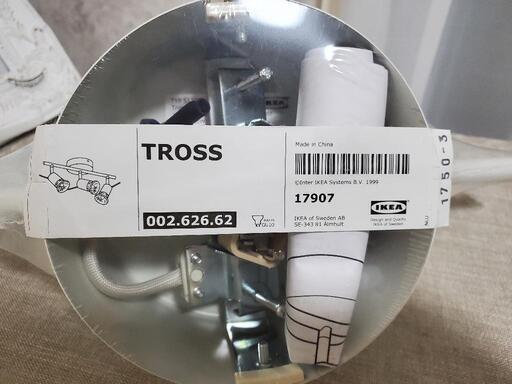 TROSS
002.626.62
Made in China
©Inter IKEA Systems B.V. 1999
17907
IKEA of Sweden AB
SE-343 81 Älmhult
IKEA
Design and Quality
IKEA of Sweden
1750-3
IKEA